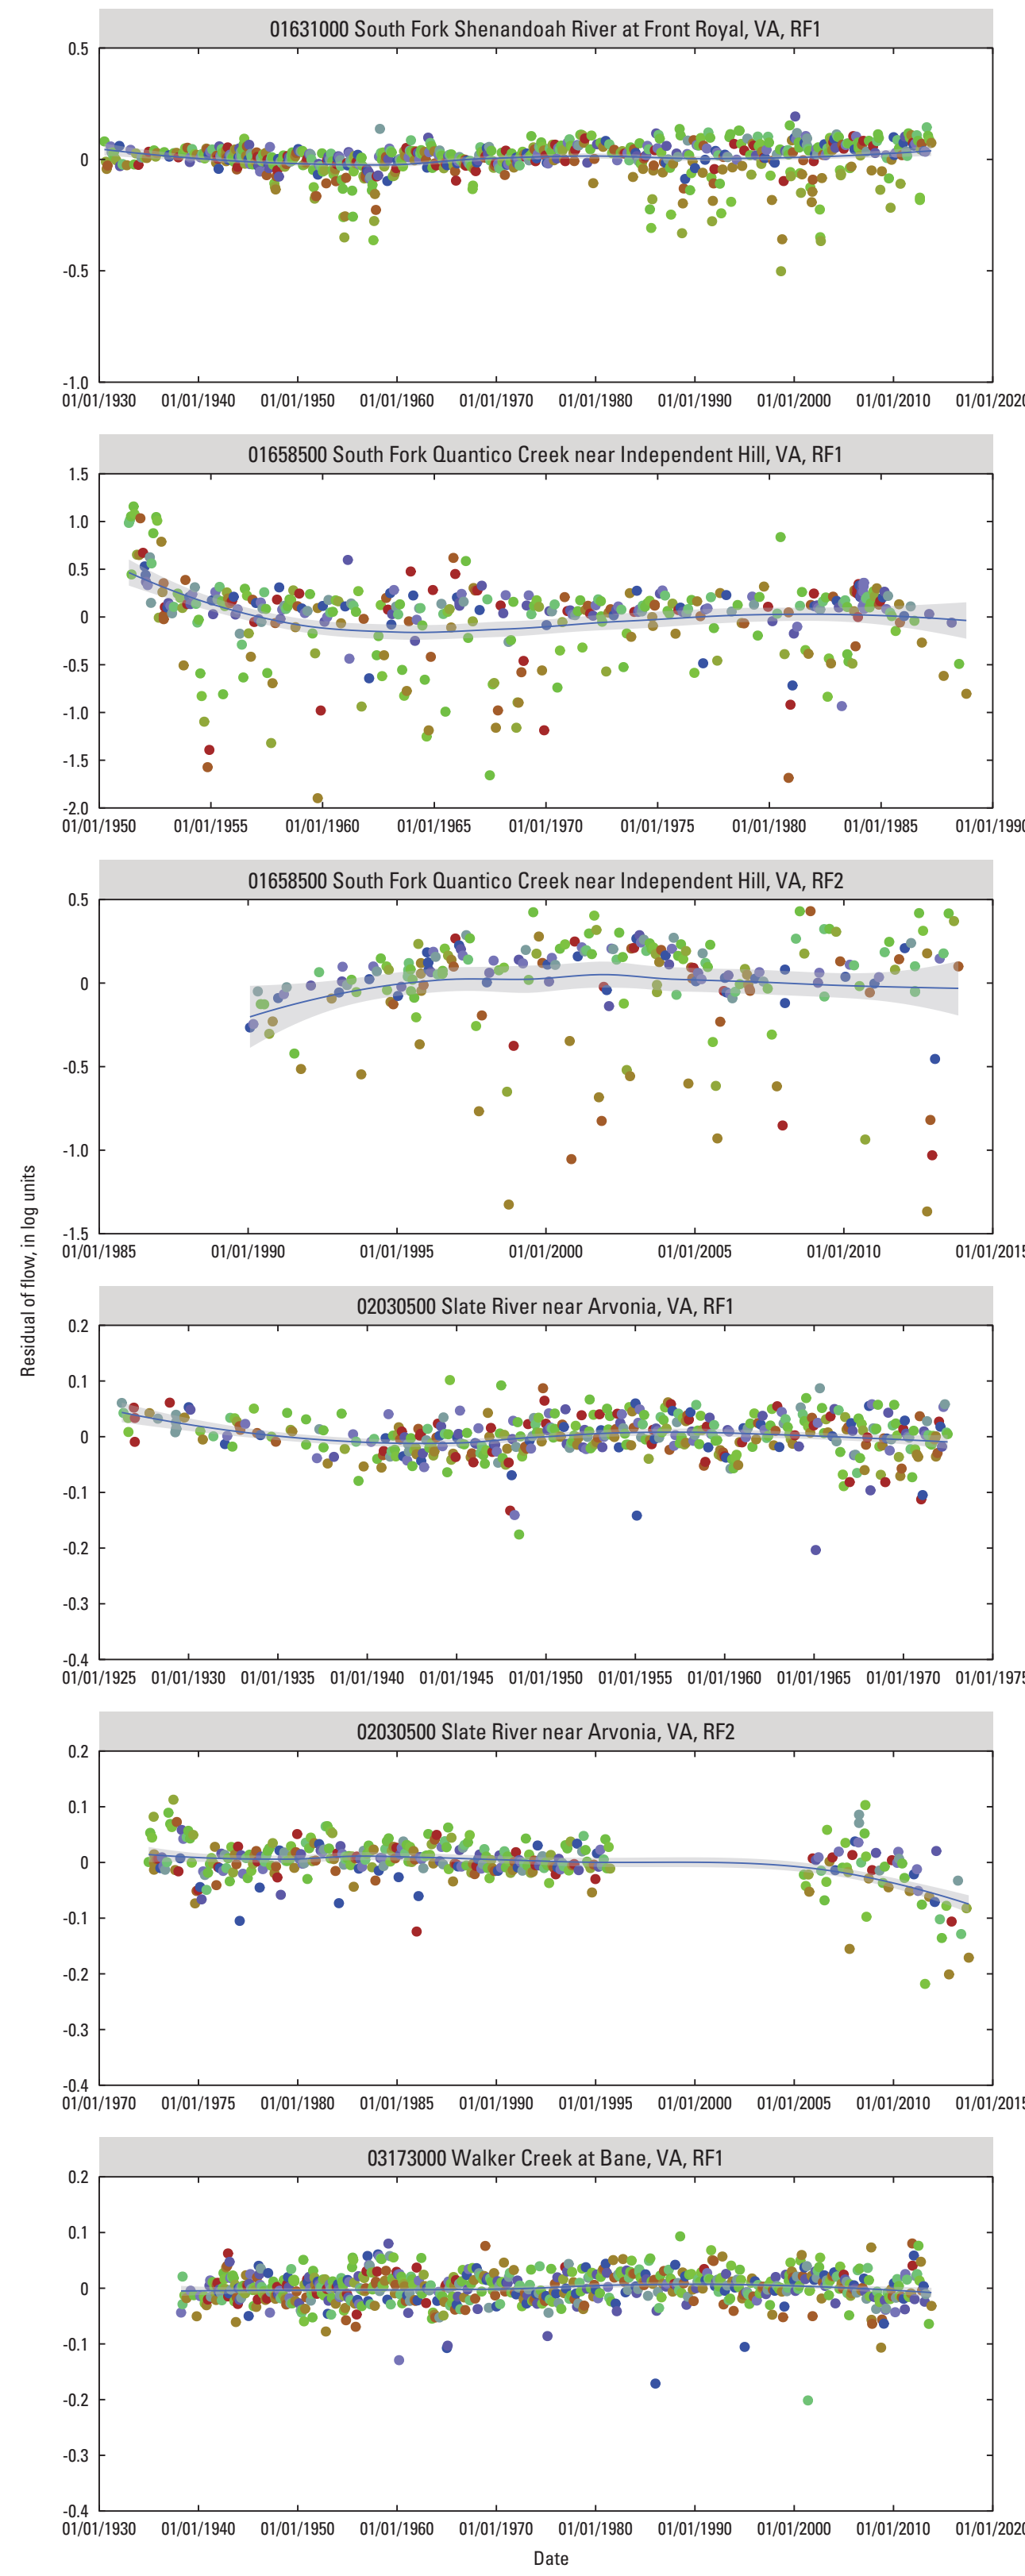 01631000 South Fork Shenandoah River at Front Royal, VA, RF1
0.5
0
-0.5
-1.0
01/01/1930 01/01/1940 01/01/1950 01/01/1960 01/01/1970 01/01/1980 01/01/1990 01/01/2000 01/01/2010 01/01/2020
01658500 South Fork Quantico Creek near Independent Hill, VA, RF1
1.5
1.0
0.5
0
-0.5
-1.0
-1.5
-2.0
01/01/1950 01/01/1955 01/01/1960 01/01/1965 01/01/1970 01/01/1975 01/01/1980 01/01/1985 01/01/1990
01658500 South Fork Quantico Creek near Independent Hill, VA, RF2
0.5
0
-0.5
-1.0
-1.5
01/01/1985 01/01/1990 01/01/1995 01/01/2000 01/01/2005 01/01/2010 01/01/2015
Residual of flow, in log units
02030500 Slate River near Arvonia, VA, RF1
0.2
0.1
0
-0.1
-0.2
-0.3
-0.4
01/01/1925 01/01/1930 01/01/1935 01/01/1940 01/01/1945 01/01/1950 01/01/1955 01/01/1960 01/01/1965 01/01/1970 01/01/1975
02030500 Slate River near Arvonia, VA, RF2
0.2
0.1
0
-0.1
-0.2
-0.3
-0.4
01/01/1970 01/01/1975 01/01/1980 01/01/1985 01/01/1990 01/01/1995 01/01/2000 01/01/2005 01/01/2010 01/01/2015
03173000 Walker Creek at Bane, VA, RF1
0.2
0.1
0
-0.1
-0.2
-0.3
-0.4
01/01/1930 01/01/1940 01/01/1950 01/01/1960 01/01/1970 01/01/1980 01/01/1990 01/01/2000 01/01/2010 01/01/2020
Date